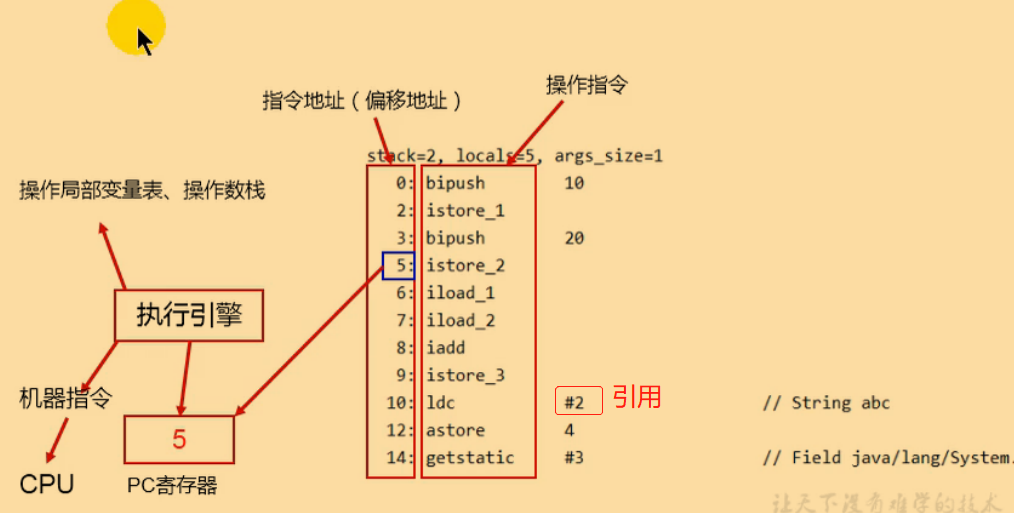 操作指令
指令地址（偏移地址）
stack=2, locals=5, args_size=1
操作局部变量表、操作数栈
0: bipush 10
2: istore_1
3: bipush 20
5: istore_2
6: iload_1
执行引擎
7: iload_2
8: iadd
9: istore_3
机器指令
10: ldc #2 引用 // String abc
12: astore 4
5
14: getstatic #3 // Field java/lang/System.
CPU
PC寄存器
让天下没有难学的技术